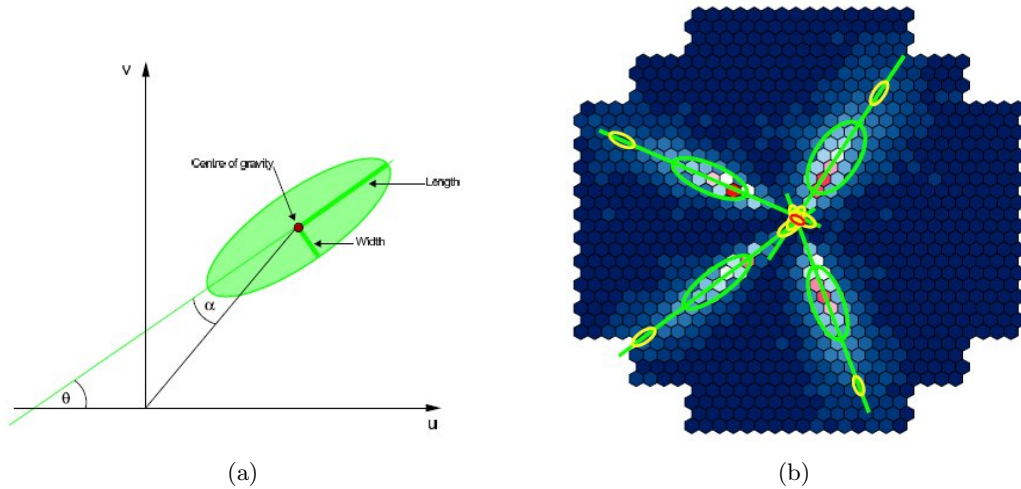 v
Centre of gravity
Length
Width
α
θ
u
(a)
(b)